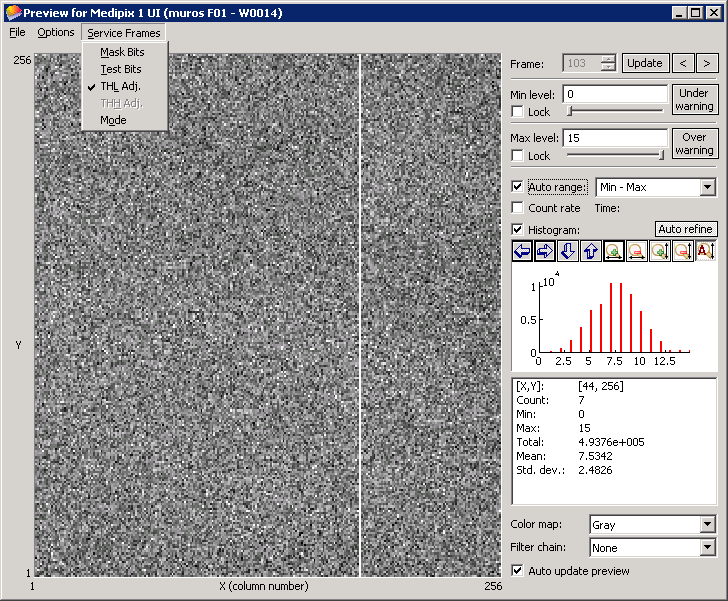 Preview for Medipix 1 UI (muros F01 - W0014)
File Options Service Frames
Mask Bits
Test Bits
THL Adj.
THH Adj.
Mode
256
Y
1
1 X (column number) 256
Frame: 103 Update < >
Min level: 0 Under warning
Lock
Max level: 15 Over warning
Lock
Auto range: Min - Max
Count rate Time:
Histogram: Auto refine
A
1 10^4
0.5
0
0 2.5 5 7.5 10 12.5
[X,Y]: [44, 256]
Count: 7
Min: 0
Max: 15
Total: 4.9376e+005
Mean: 7.5342
Std. dev.: 2.4826
Color map: Gray
Filter chain: None
Auto update preview